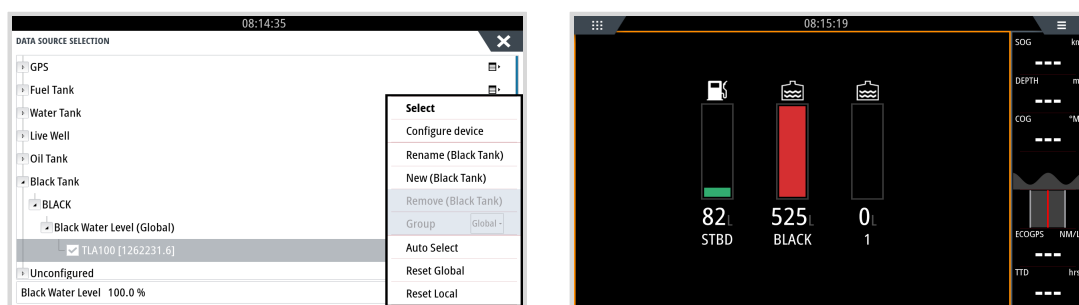 08:14:35
DATA SOURCE SELECTION
GPS
Fuel Tank
Water Tank
Live Well
Oil Tank
Black Tank
BLACK
Black Water Level (Global)
TLA100 [1262231.6]
Unconfigured
Black Water Level 100.0 %
Select
Configure device
Rename (Black Tank)
New (Black Tank)
Remove (Black Tank)
Group Global -
Auto Select
Reset Global
Reset Local
08:15:19
82L 525L 0L
STBD BLACK 1
SOG kn
---
DEPTH m
---
COG °M
---
ECOGPS NM/L
---
TTD hrs
---